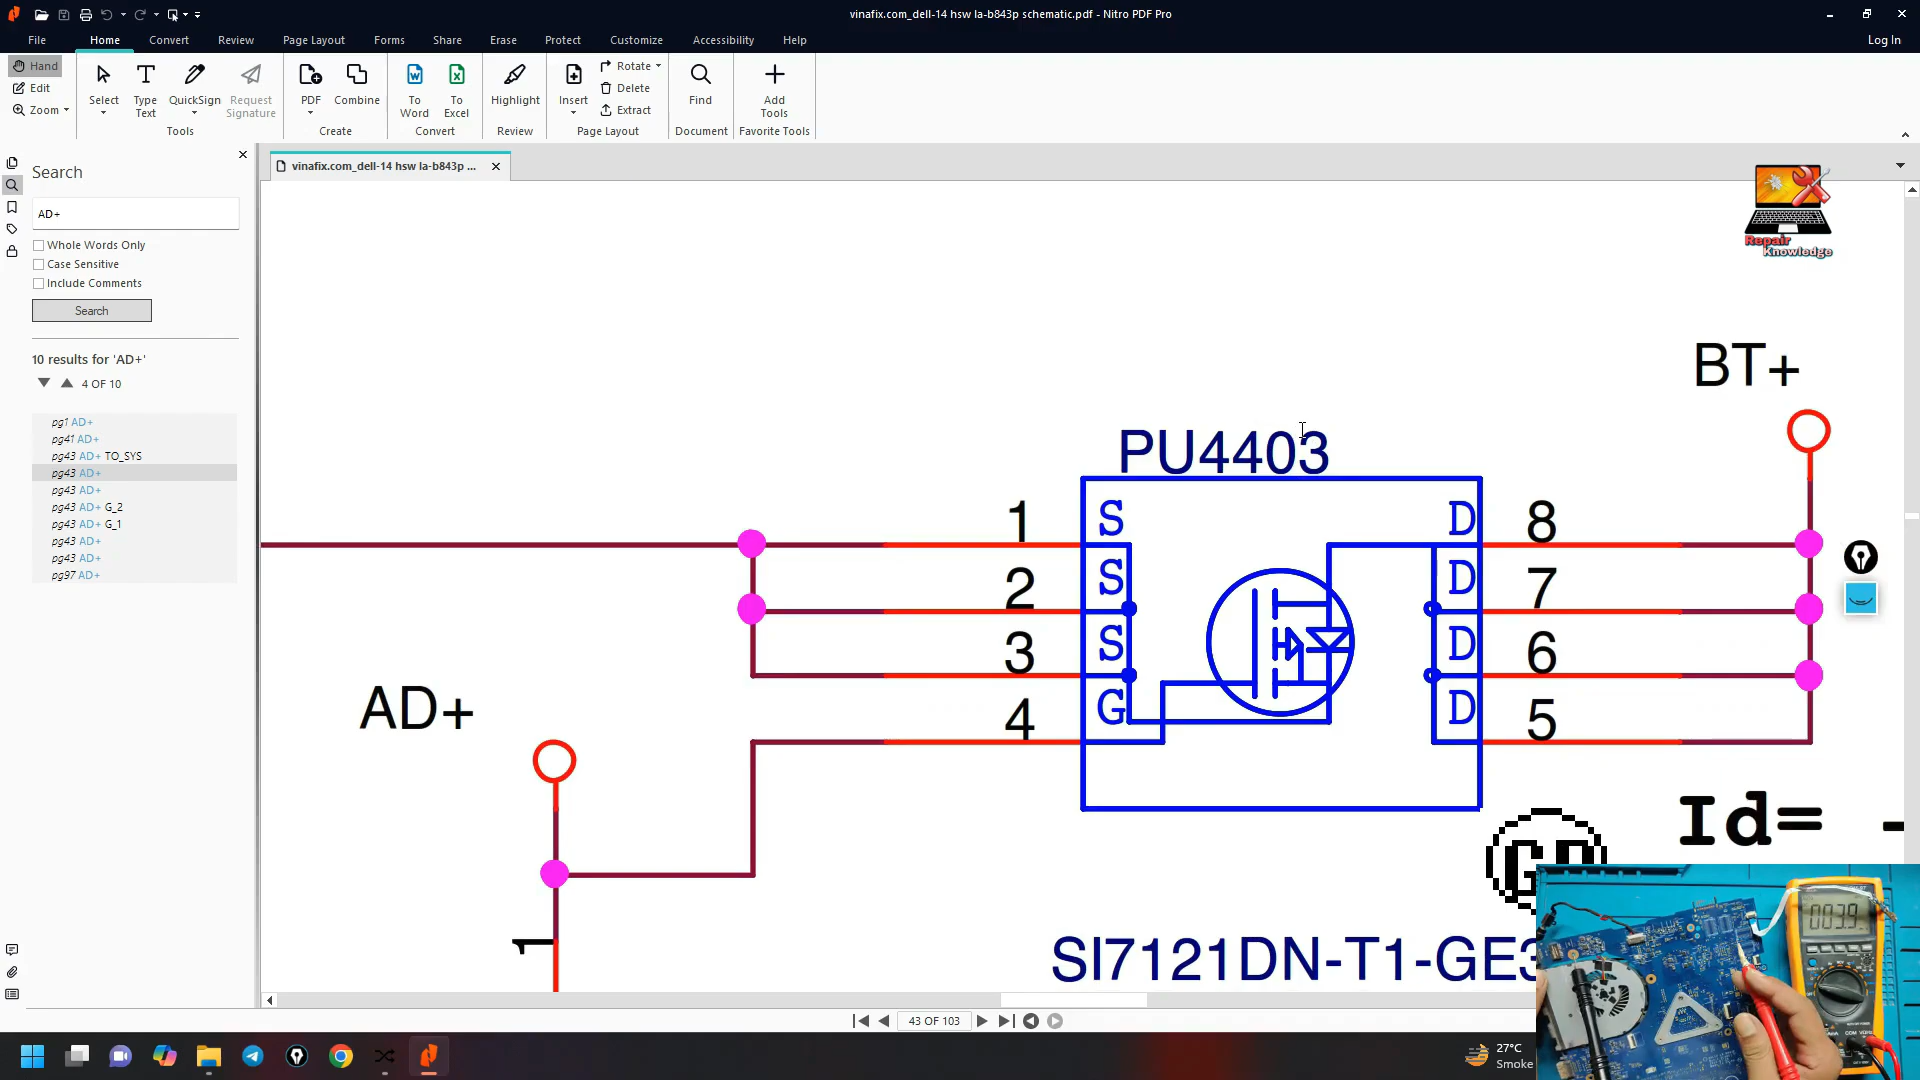 vinafix.com_dell-14 hsw la-b843p schematic.pdf - Nitro PDF Pro
File Home Convert Review Page Layout Forms Share Erase Protect Customize Accessibility Help Log In
Hand
Edit
Zoom
Select
Type Text
QuickSign
Request Signature
Tools
PDF
Combine
Create
To Word
To Excel
Convert
Highlight
Review
Insert
Rotate
Delete
Extract
Page Layout
Find
Document
Add Tools
Favorite Tools
Search
vinafix.com_dell-14 hsw la-b843p ...
AD+
Whole Words Only
Case Sensitive
Include Comments
Search
10 results for 'AD+'
4 OF 10
pg1 AD+
pg41 AD+
pg43 AD+ TO_SYS
pg43 AD+
pg43 AD+
pg43 AD+ G_2
pg43 AD+ G_1
pg43 AD+
pg43 AD+
pg97 AD+
Repair
Knowledge
BT+
PU4403
1 S D 8
2 S D 7
3 S D 6
4 G D 5
AD+
1
Id= -
SI7121DN-T1-GE3
43 OF 103
27°C
Smoke